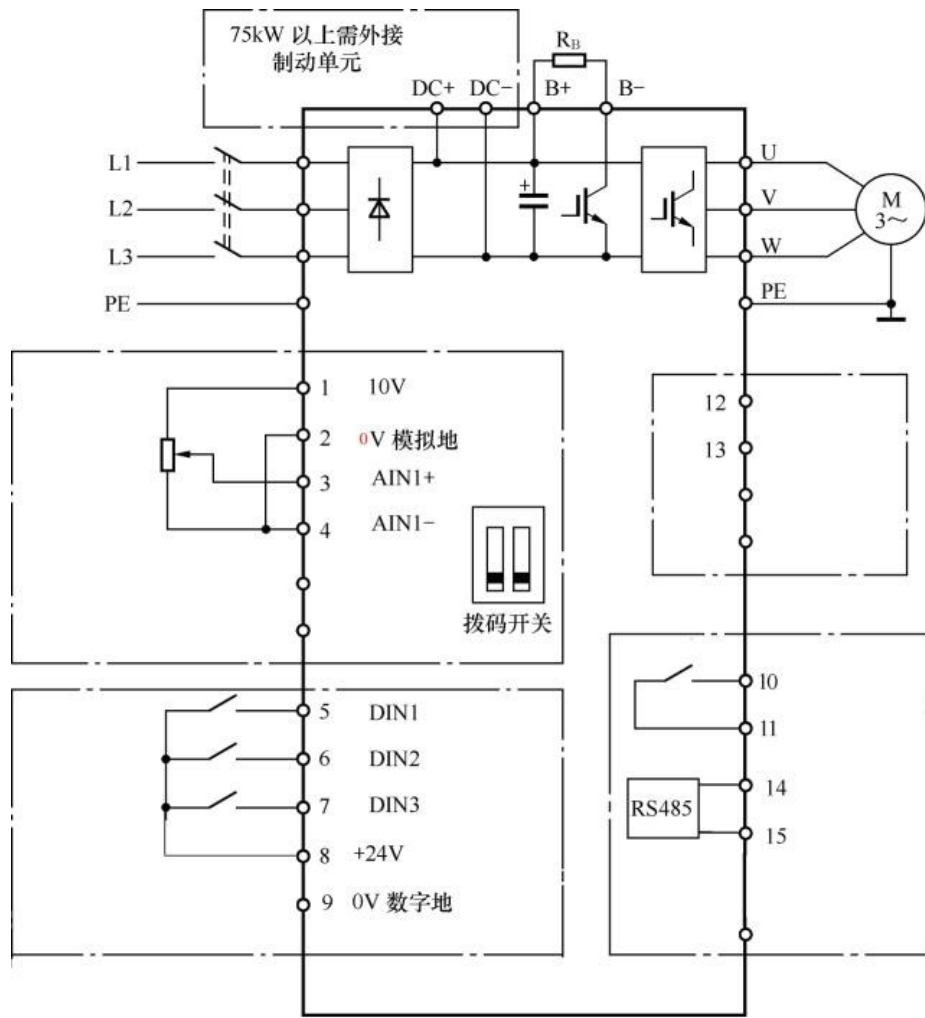 75kW 以上需外接
制动单元
R_B
DC+ DC− B+ B−
L1
L2
L3
PE
U
V
W
PE
M
3～
+
1 10V
2 0V 模拟地
3 AIN1+
4 AIN1−
拨码开关
12
13
5 DIN1
6 DIN2
7 DIN3
8 +24V
9 0V 数字地
10
11
RS485
14
15